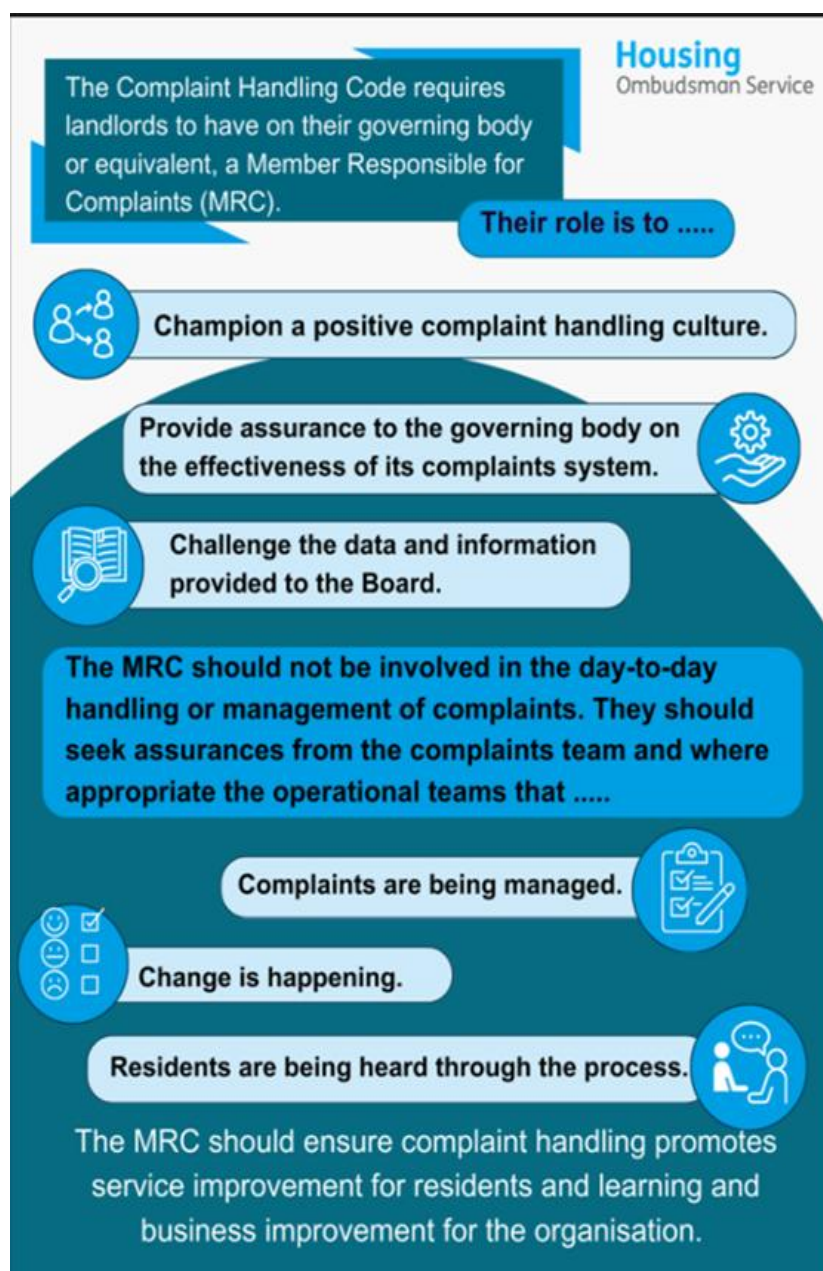 Housing
Ombudsman Service
The Complaint Handling Code requires
landlords to have on their governing body
or equivalent, a Member Responsible for
Complaints (MRC).
Their role is to .....
Champion a positive complaint handling culture.
Provide assurance to the governing body on
the effectiveness of its complaints system.
Challenge the data and information
provided to the Board.
The MRC should not be involved in the day-to-day
handling or management of complaints. They should
seek assurances from the complaints team and where
appropriate the operational teams that .....
Complaints are being managed.
Change is happening.
Residents are being heard through the process.
The MRC should ensure complaint handling promotes
service improvement for residents and learning and
business improvement for the organisation.